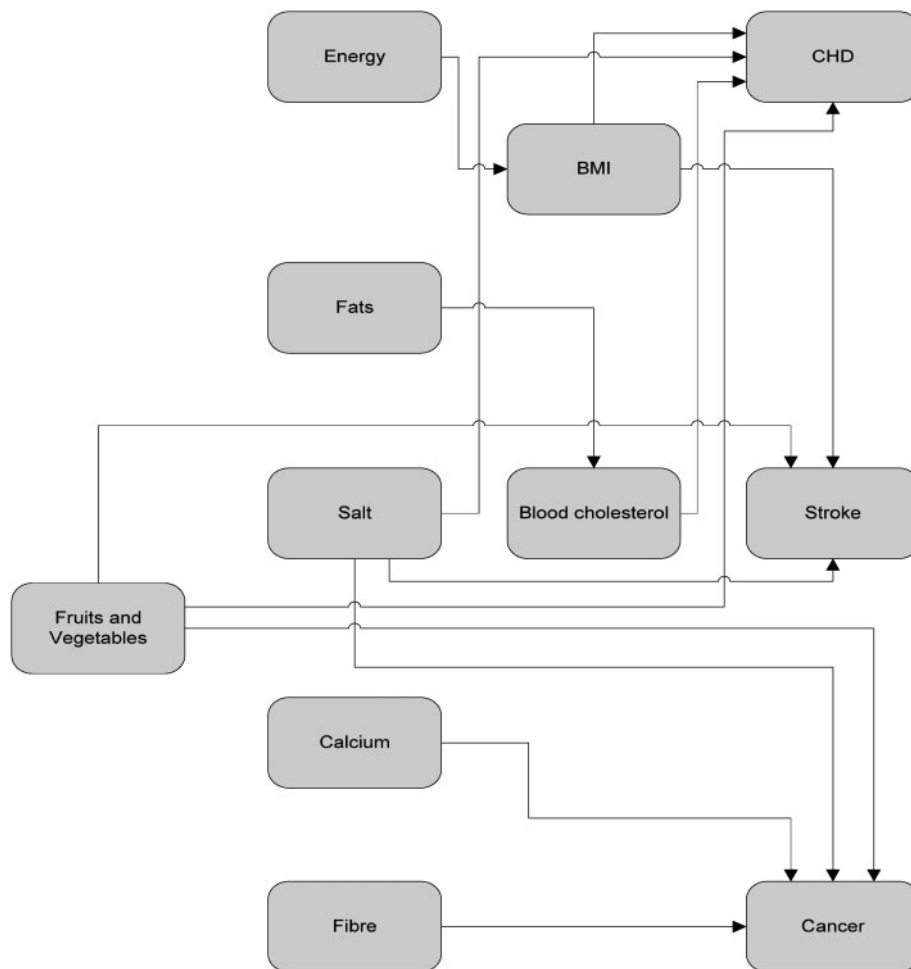 Energy
CHD
BMI
Fats
Salt
Blood cholesterol
Stroke
Fruits and
Vegetables
Calcium
Fibre
Cancer